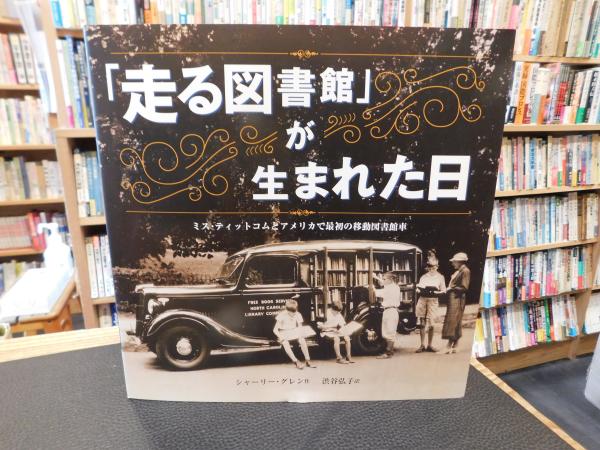 「走る図書館」
が
生まれた日
ミス・ティットコムとアメリカで最初の移動図書館車
FREE BOOK SERVICE
NORTH CAROLINA
LIBRARY COMMISSION
シャーリー・グレン作 渋谷弘子訳